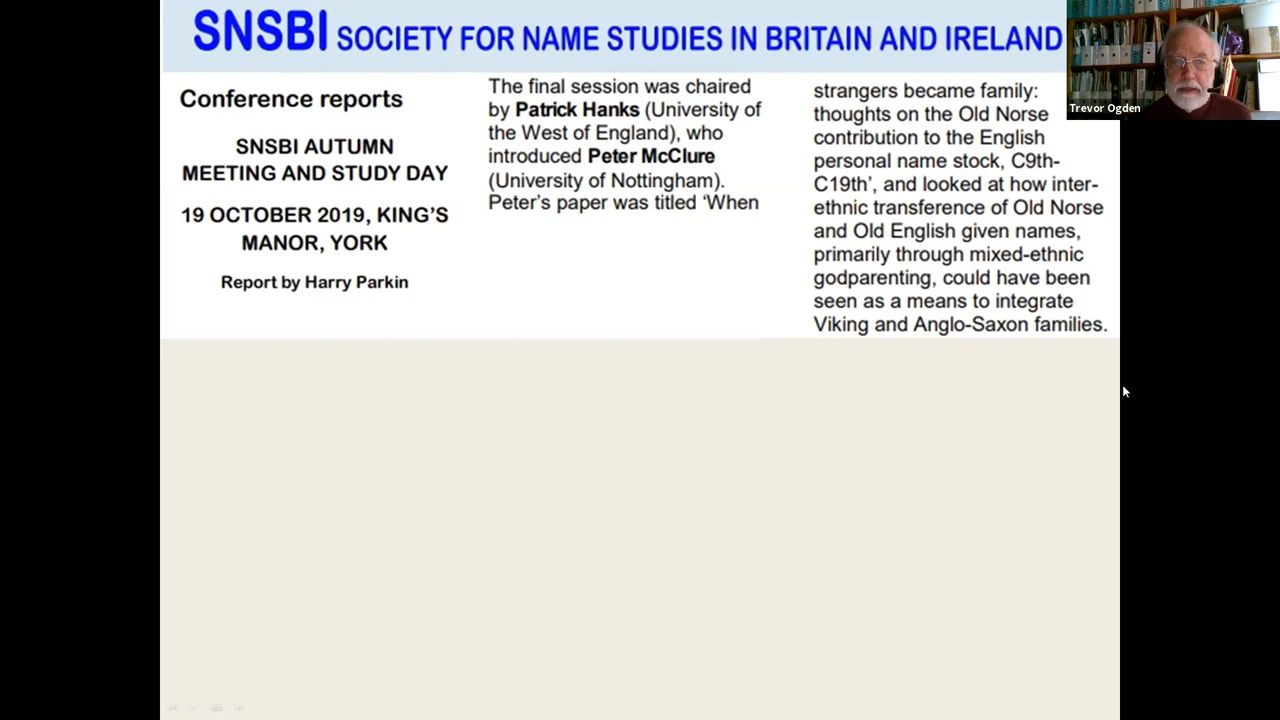 SNSBI SOCIETY FOR NAME STUDIES IN BRITAIN AND IRELAND
Conference reports
SNSBI AUTUMN
MEETING AND STUDY DAY
19 OCTOBER 2019, KING'S
MANOR, YORK
Report by Harry Parkin
The final session was chaired
by Patrick Hanks (University of
the West of England), who
introduced Peter McClure
(University of Nottingham).
Peter's paper was titled ‘When
strangers became family:
thoughts on the Old Norse
contribution to the English
personal name stock, C9th-
C19th’, and looked at how inter-
ethnic transference of Old Norse
and Old English given names,
primarily through mixed-ethnic
godparenting, could have been
seen as a means to integrate
Viking and Anglo-Saxon families.
Trevor Ogden